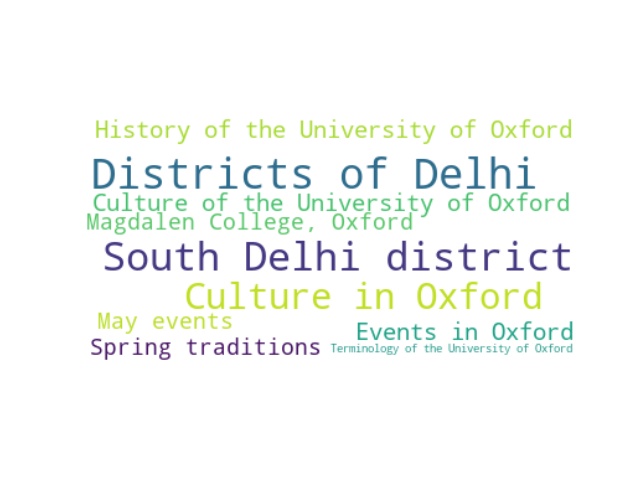 History of the University of Oxford
Districts of Delhi
Culture of the University of Oxford
Magdalen College, Oxford
South Delhi district
Culture in Oxford
May events
Events in Oxford
Spring traditions
Terminology of the University of Oxford